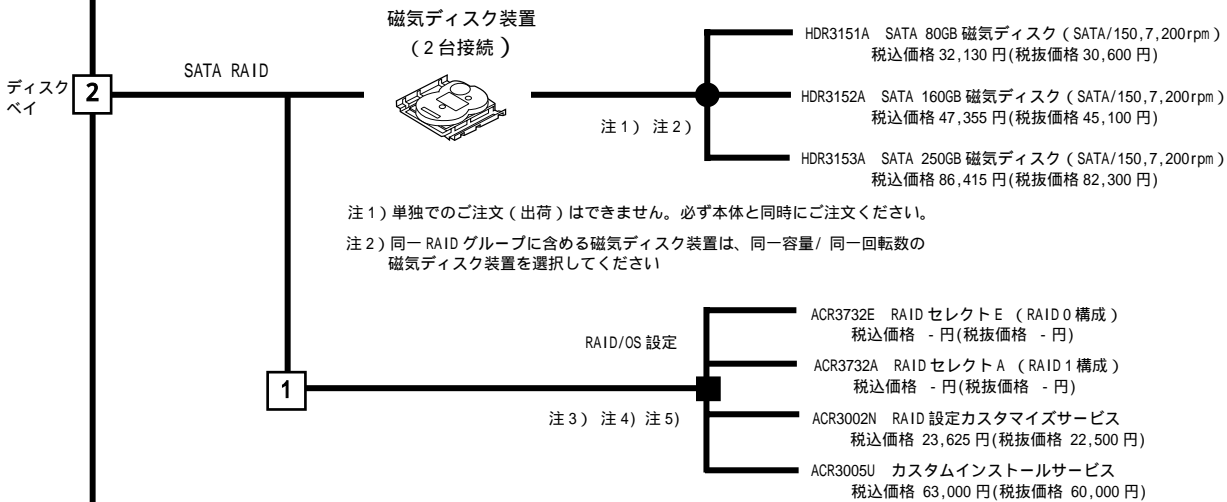 磁気ディスク装置
(2台接続)
HDR3151A SATA 80GB 磁気ディスク(SATA/150,7,200rpm)
税込価格 32,130 円(税抜価格 30,600 円)
ディスク
ベイ
2
SATA RAID
HDR3152A SATA 160GB 磁気ディスク(SATA/150,7,200rpm)
税込価格 47,355 円(税抜価格 45,100 円)
注1) 注2)
HDR3153A SATA 250GB 磁気ディスク(SATA/150,7,200rpm)
税込価格 86,415 円(税抜価格 82,300 円)
注1)単独でのご注文(出荷)はできません。必ず本体と同時にご注文ください。
注2)同一 RAID グループに含める磁気ディスク装置は、同一容量/ 同一回転数の
磁気ディスク装置を選択してください
RAID/OS 設定
ACR3732E RAID セレクト E (RAID 0 構成)
税込価格 - 円(税抜価格 - 円)
ACR3732A RAID セレクト A (RAID 1 構成)
税込価格 - 円(税抜価格 - 円)
1
注3) 注4) 注5)
ACR3002N RAID 設定カスタマイズサービス
税込価格 23,625 円(税抜価格 22,500 円)
ACR3005U カスタムインストールサービス
税込価格 63,000 円(税抜価格 60,000 円)